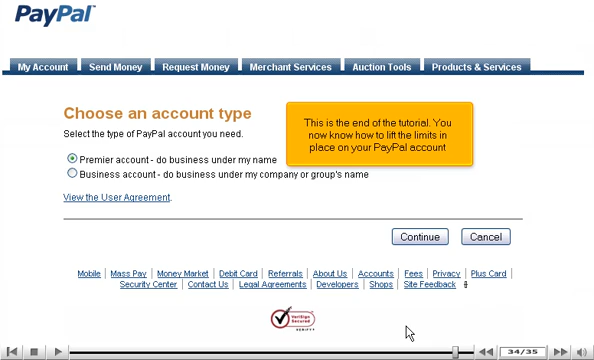 PayPal
My Account Send Money Request Money Merchant Services Auction Tools Products & Services
Choose an account type
Select the type of PayPal account you need.
This is the end of the tutorial. You
now know how to lift the limits in
place on your PayPal account
Premier account - do business under my name
Business account - do business under my company or group's name
View the User Agreement.
Continue Cancel
Mobile | Mass Pay | Money Market | Debit Card | Referrals | About Us | Accounts | Fees | Privacy | Plus Card
Security Center | Contact Us | Legal Agreements | Developers | Shops | Site Feedback
VeriSign
Secured
VERIFY
34/35